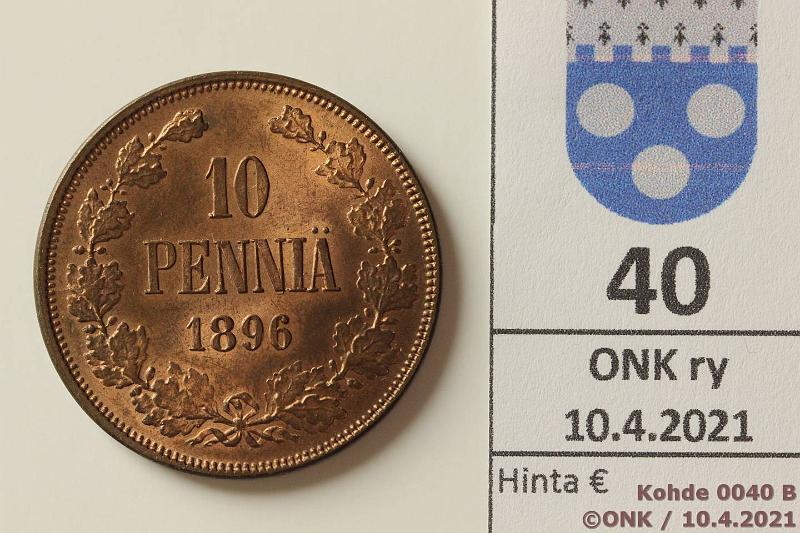 10
PENNIÄ
1896
40
ONK ry
10.4.2021
Hinta €
Kohde 0040 B
©ONK / 10.4.2021